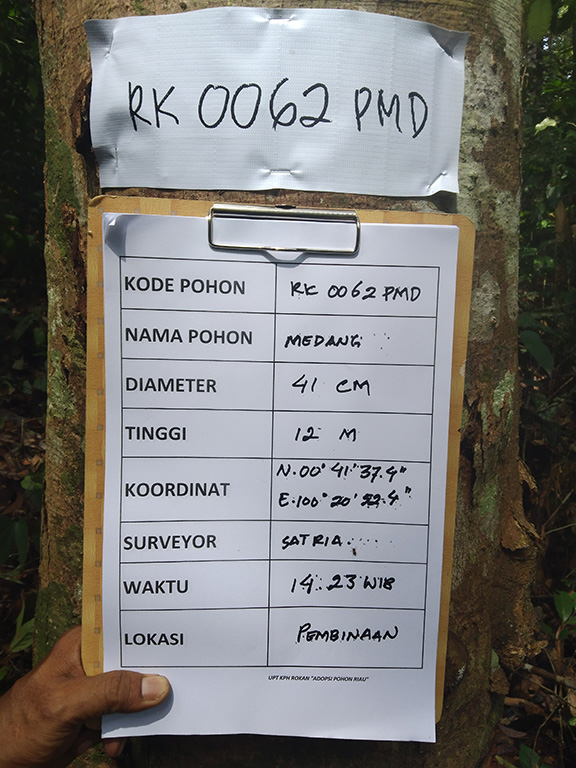 RK 0062 PMD
KODE POHON RK 0062 PMD
NAMA POHON MEDANG
DIAMETER 41 CM
TINGGI 12 M
KOORDINAT N.00° 41' 37.4"
E.100° 20' 22.4"
SURVEYOR SATRIA
WAKTU 14:23 WIB
LOKASI PEMBINAAN
UPT KPH ROKAN "ADOPSI POHON RIAU"